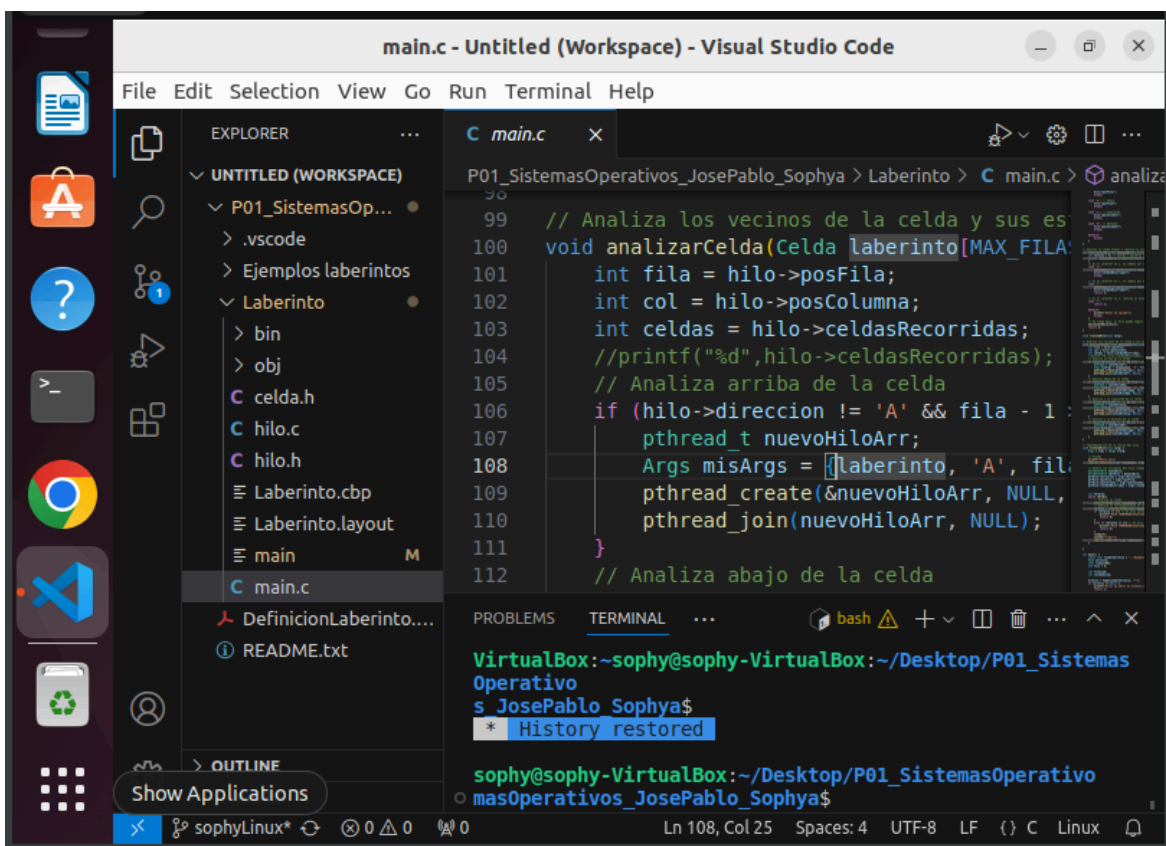 main.c - Untitled (Workspace) - Visual Studio Code
File Edit Selection View Go Run Terminal Help
EXPLORER
UNTITLED (WORKSPACE)
P01_SistemasOp...
.vscode
Ejemplos laberintos
Laberinto
bin
obj
C celda.h
C hilo.c
C hilo.h
Laberinto.cbp
Laberinto.layout
main M
C main.c
DefinicionLaberinto....
README.txt
OUTLINE
1
C main.c
P01_SistemasOperativos_JosePablo_Sophya > Laberinto > C main.c > analiza
98
99 // Analiza los vecinos de la celda y sus es
100 void analizarCelda(Celda laberinto[MAX_FILAS
101 int fila = hilo->posFila;
102 int col = hilo->posColumna;
103 int celdas = hilo->celdasRecorridas;
104 //printf("%d",hilo->celdasRecorridas);
105 // Analiza arriba de la celda
106 if (hilo->direccion != 'A' && fila - 1 >
107 pthread_t nuevoHiloArr;
108 Args misArgs = {laberinto, 'A', fila
109 pthread_create(&nuevoHiloArr, NULL,
110 pthread_join(nuevoHiloArr, NULL);
111 }
112 // Analiza abajo de la celda
PROBLEMS TERMINAL ... bash
VirtualBox:~sophy@sophy-VirtualBox:~/Desktop/P01_Sistemas
Operativo
s_JosePablo_Sophya$
* History restored
sophy@sophy-VirtualBox:~/Desktop/P01_SistemasOperativo
masOperativos_JosePablo_Sophya$
Show Applications
sophyLinux* 0 0 0 Ln 108, Col 25 Spaces: 4 UTF-8 LF {} C Linux